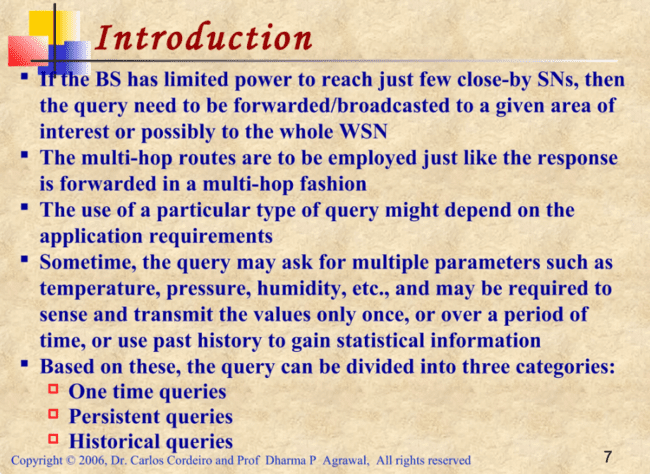 Introduction
If the BS has limited power to reach just few close-by SNs, then
the query need to be forwarded/broadcasted to a given area of
interest or possibly to the whole WSN
The multi-hop routes are to be employed just like the response
is forwarded in a multi-hop fashion
The use of a particular type of query might depend on the
application requirements
Sometime, the query may ask for multiple parameters such as
temperature, pressure, humidity, etc., and may be required to
sense and transmit the values only once, or over a period of
time, or use past history to gain statistical information
Based on these, the query can be divided into three categories:
One time queries
Persistent queries
Historical queries
Copyright © 2006, Dr. Carlos Cordeiro and Prof Dharma P Agrawal, All rights reserved
7